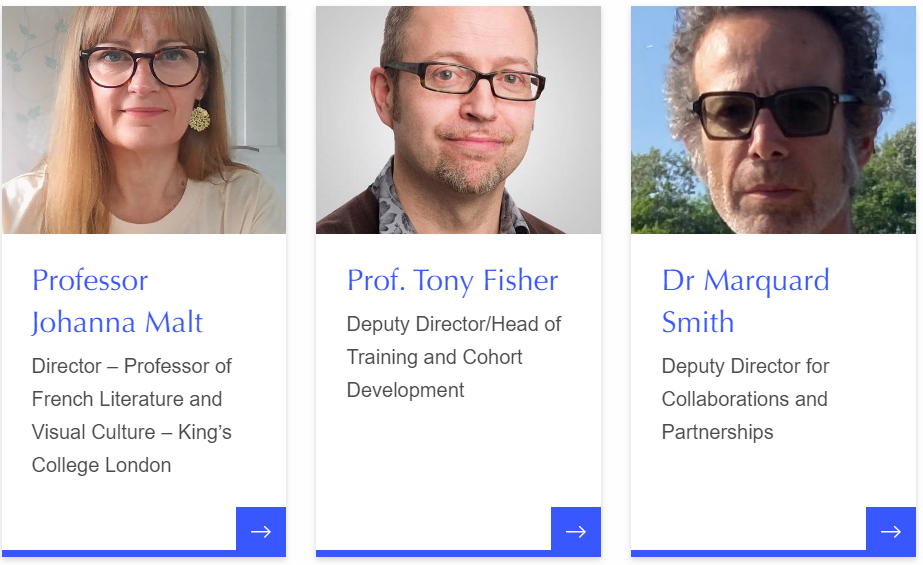 Professor
Johanna Malt
Director – Professor of
French Literature and
Visual Culture – King’s
College London
Prof. Tony Fisher
Deputy Director/Head of
Training and Cohort
Development
Dr Marquard
Smith
Deputy Director for
Collaborations and
Partnerships